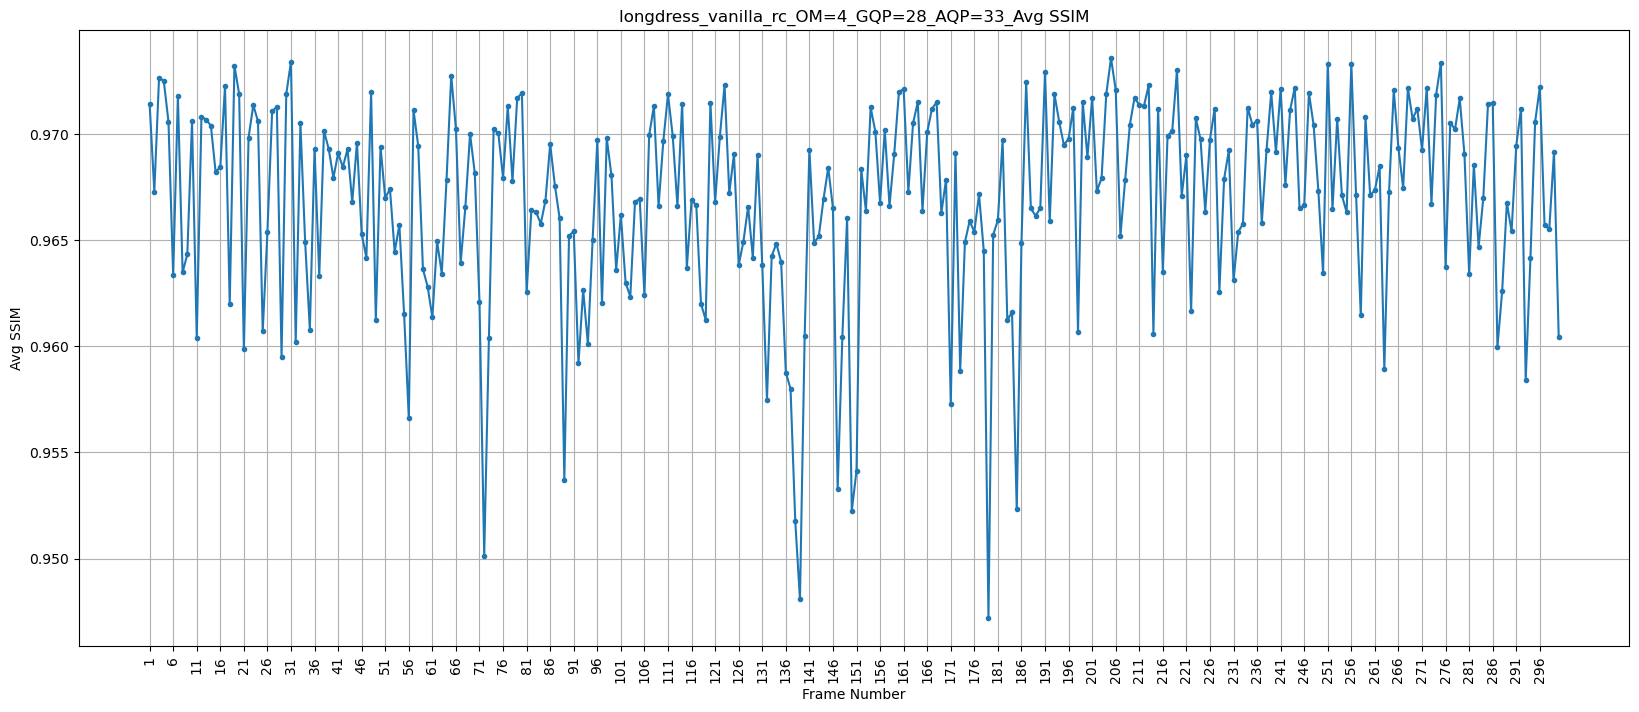 longdress_vanilla_rc_OM=4_GQP=28_AQP=33_Avg SSIM
Avg SSIM
0.970
0.965
0.960
0.955
0.950
1 6 11 16 21 26 31 36 41 46 51 56 61 66 71 76 81 86 91 96 101 106 111 116 121 126 131 136 141 146 151 156 161 166 171 176 181 186 191 196 201 206 211 216 221 226 231 236 241 246 251 256 261 266 271 276 281 286 291 296
Frame Number